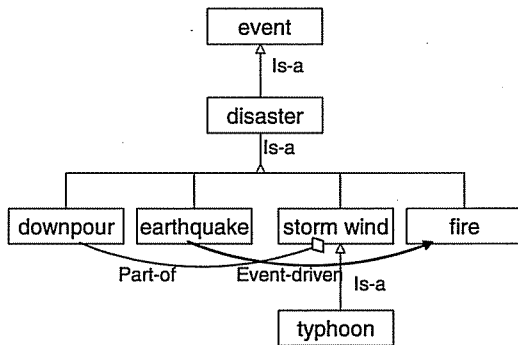 event
Is-a
disaster
Is-a
downpour earthquake storm wind fire
Part-of Event-driven Is-a
typhoon